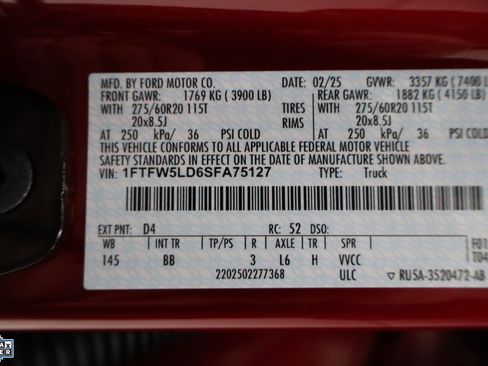 MFD. BY FORD MOTOR CO. DATE: 02/25 GVWR: 3357 KG (7400 L
FRONT GAWR: 1769 KG (3900 LB) REAR GAWR: 1882 KG (4150 LB)
WITH 275/60R20 115T TIRES WITH 275/60R20 115T
20x8.5J RIMS 20x8.5J
AT 250 kPa/ 36 PSI COLD AT 250 kPa/ 36 PSI COLD
THIS VEHICLE CONFORMS TO ALL APPLICABLE FEDERAL MOTOR VEHICLE
SAFETY AND THEFT PREVENTION STANDARDS IN EFFECT ON THE DATE OF
MANUFACTURE SHOWN ABOVE.
VIN: 1FTFW5LD6SFA75127 TYPE: Truck
EXT PNT: D4 RC: 52 DSO:
WB INT TR TP/PS R AXLE TR SPR
145 BB 3 L6 H VVCC
2202502277368 ULC RU5A-3520472-AB